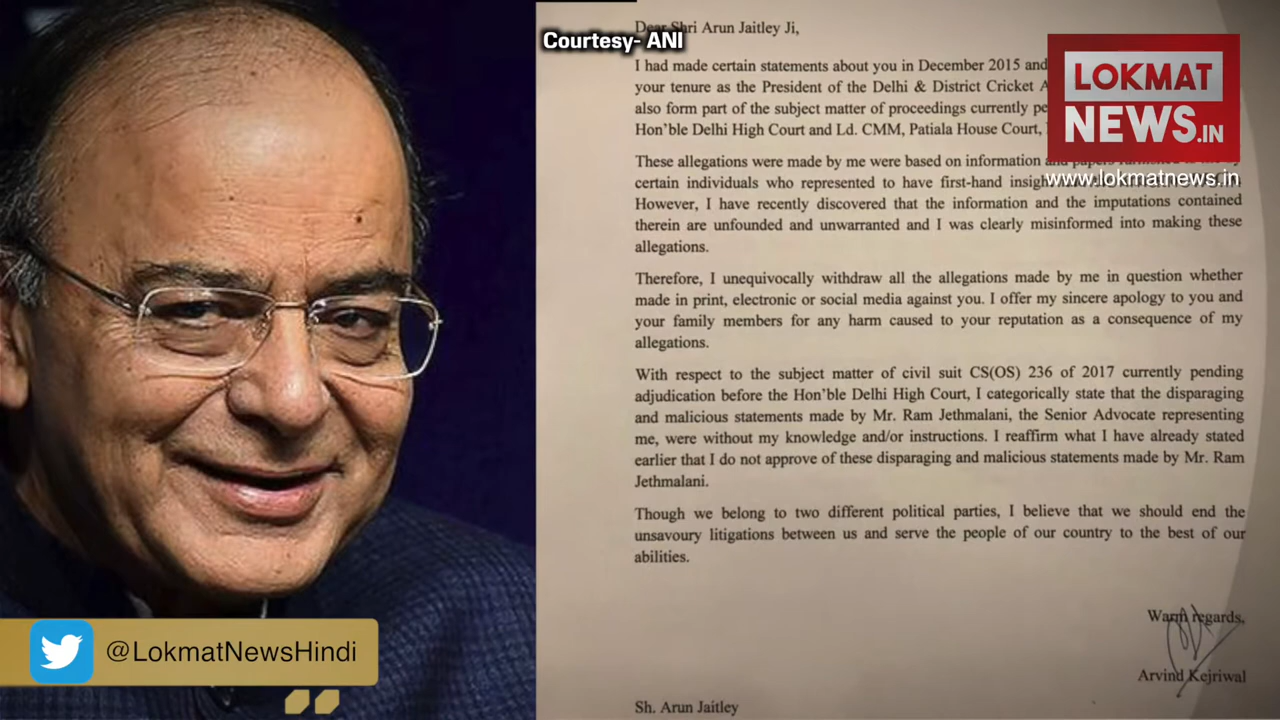 Courtesy- ANI
LOKMAT
NEWS.IN
www.lokmatnews.in
Dear Shri Arun Jaitley Ji,
I had made certain statements about you in December 2015 and
your tenure as the President of the Delhi & District Cricket
also form part of the subject matter of proceedings currently
Hon'ble Delhi High Court and Ld. CMM, Patiala House Court,
These allegations were made by me were based on information and papers
certain individuals who represented to have first-hand
However, I have recently discovered that the information and the imputations contained
therein are unfounded and unwarranted and I was clearly misinformed into making these
allegations.
Therefore, I unequivocally withdraw all the allegations made by me in question whether
made in print, electronic or social media against you. I offer my sincere apology to you and
your family members for any harm caused to your reputation as a consequence of my
allegations.
With respect to the subject matter of civil suit CS(OS) 236 of 2017 currently pending
adjudication before the Hon'ble Delhi High Court, I categorically state that the disparaging
and malicious statements made by Mr. Ram Jethmalani, the Senior Advocate representing
me, were without my knowledge and/or instructions. I reaffirm what I have already stated
earlier that I do not approve of these disparaging and malicious statements made by Mr. Ram
Jethmalani.
Though we belong to two different political parties, I believe that we should end the
unsavoury litigations between us and serve the people of our country to the best of our
abilities.
Warm regards,
Arvind Kejriwal
Sh. Arun Jaitley
@LokmatNewsHindi